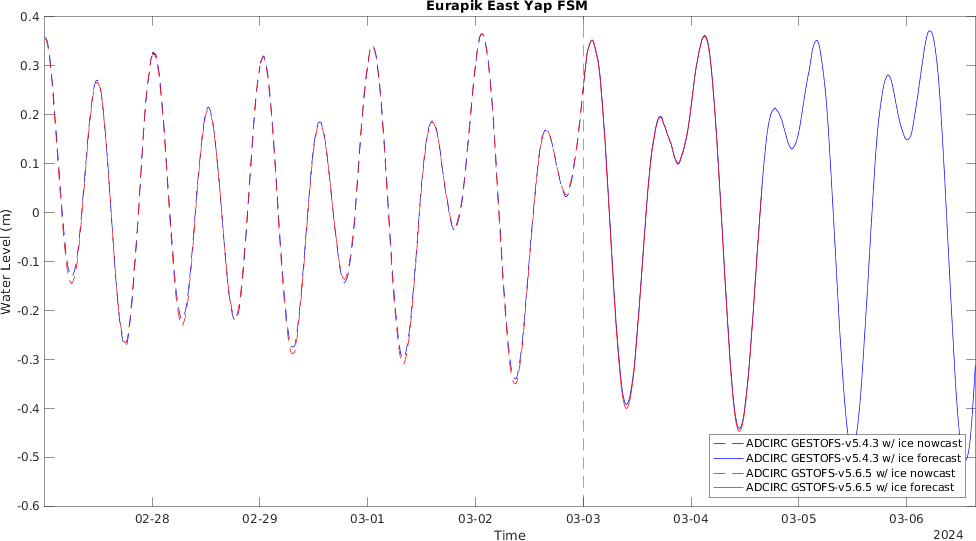 Eurapik East Yap FSM
0.4
0.3
0.2
0.1
0
-0.1
-0.2
-0.3
-0.4
-0.5
-0.6
Water Level (m)
ADCIRC GESTOFS-v5.4.3 w/ ice nowcast
ADCIRC GESTOFS-v5.4.3 w/ ice forecast
ADCIRC GSTOFS-v5.6.5 w/ ice nowcast
ADCIRC GSTOFS-v5.6.5 w/ ice forecast
02-28 02-29 03-01 03-02 03-03 03-04 03-05 03-06
Time
2024